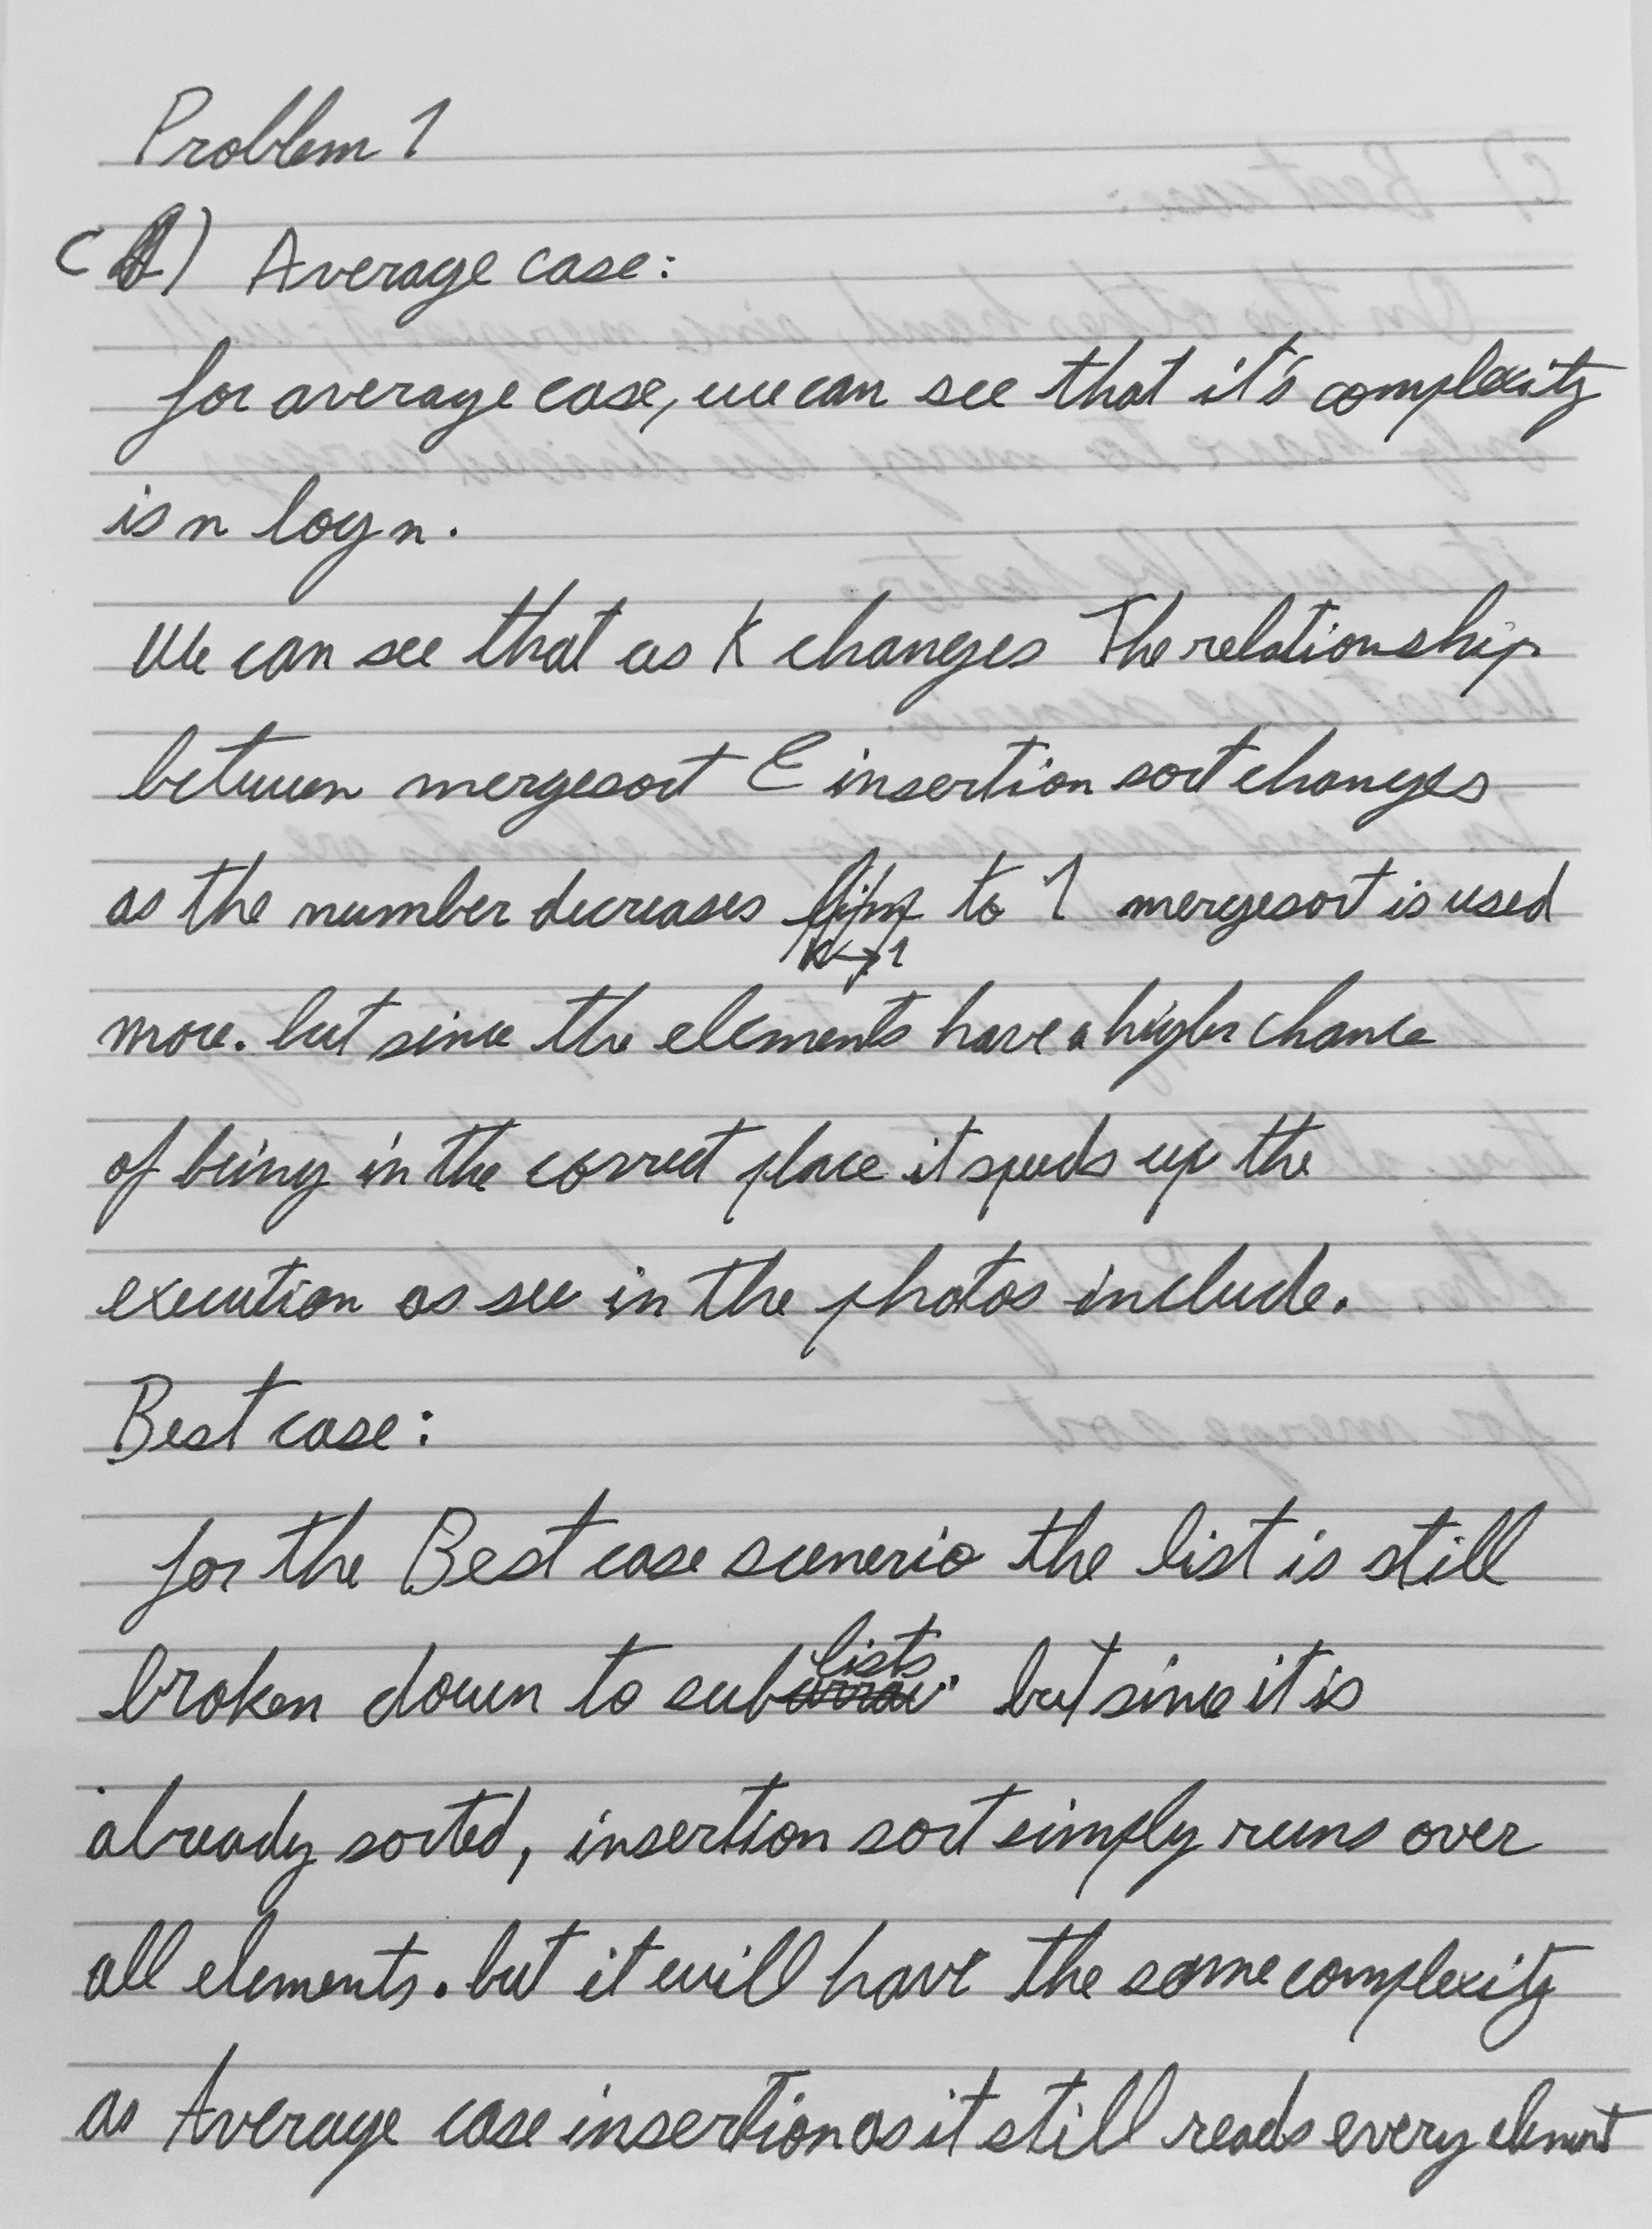 Problem 1
( ) Average case:
for average case, we can see that it's complexity
is n log n.
We can see that as K changes The relationship
between mergesort & insertion sort changes
as the number decreases to 1 mergesort is used
K→1
more. but since the elements have a higher chance
of being in the correct place it speeds up the
execution as see in the photos include.
Best case:
for the Best case scenerio the list is still
lists
broken down to sub array. but since it is
already sorted, insertion sort simply runs over
all elements. but it will have the same complexity
as Average case insertion as it still reads every element